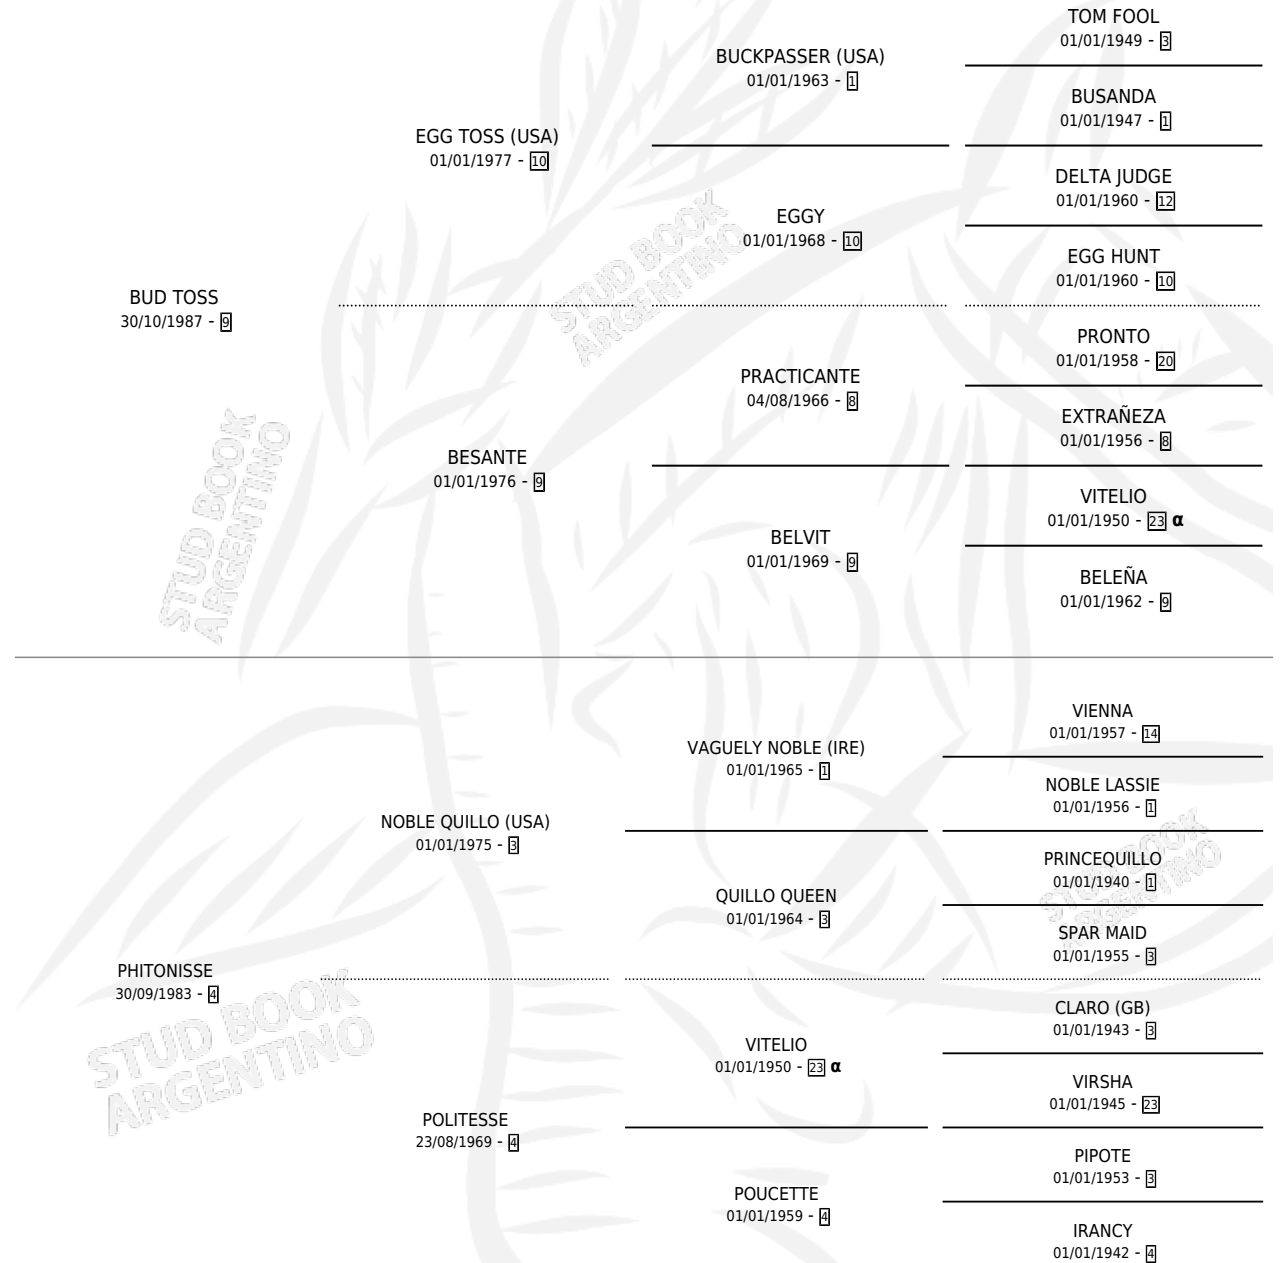 TOM FOOL
01/01/1949 - 3
BUCKPASSER (USA)
01/01/1963 - 1
BUSANDA
01/01/1947 - 1
EGG TOSS (USA)
01/01/1977 - 10
DELTA JUDGE
01/01/1960 - 12
EGGY
01/01/1968 - 10
EGG HUNT
01/01/1960 - 10
STUD BOOK
ARGENTINO
BUD TOSS
30/10/1987 - 9
PRONTO
01/01/1958 - 20
PRACTICANTE
04/08/1966 - 8
EXTRAÑEZA
01/01/1956 - 8
BESANTE
01/01/1976 - 9
VITELIO
01/01/1950 - 23 α
BELVIT
01/01/1969 - 9
BELEÑA
01/01/1962 - 9
STUD BOOK
ARGENTINO
VIENNA
01/01/1957 - 14
VAGUELY NOBLE (IRE)
01/01/1965 - 1
NOBLE LASSIE
01/01/1956 - 1
NOBLE QUILLO (USA)
01/01/1975 - 3
PRINCEQUILLO
01/01/1940 - 1
QUILLO QUEEN
01/01/1964 - 3
SPAR MAID
01/01/1955 - 3
STUD BOOK
ARGENTINO
PHITONISSE
30/09/1983 - 4
CLARO (GB)
01/01/1943 - 3
VITELIO
01/01/1950 - 23 α
VIRSHA
01/01/1945 - 23
POLITESSE
23/08/1969 - 4
PIPOTE
01/01/1953 - 3
POUCETTE
01/01/1959 - 4
IRANCY
01/01/1942 - 4
STUD BOOK
ARGENTINO